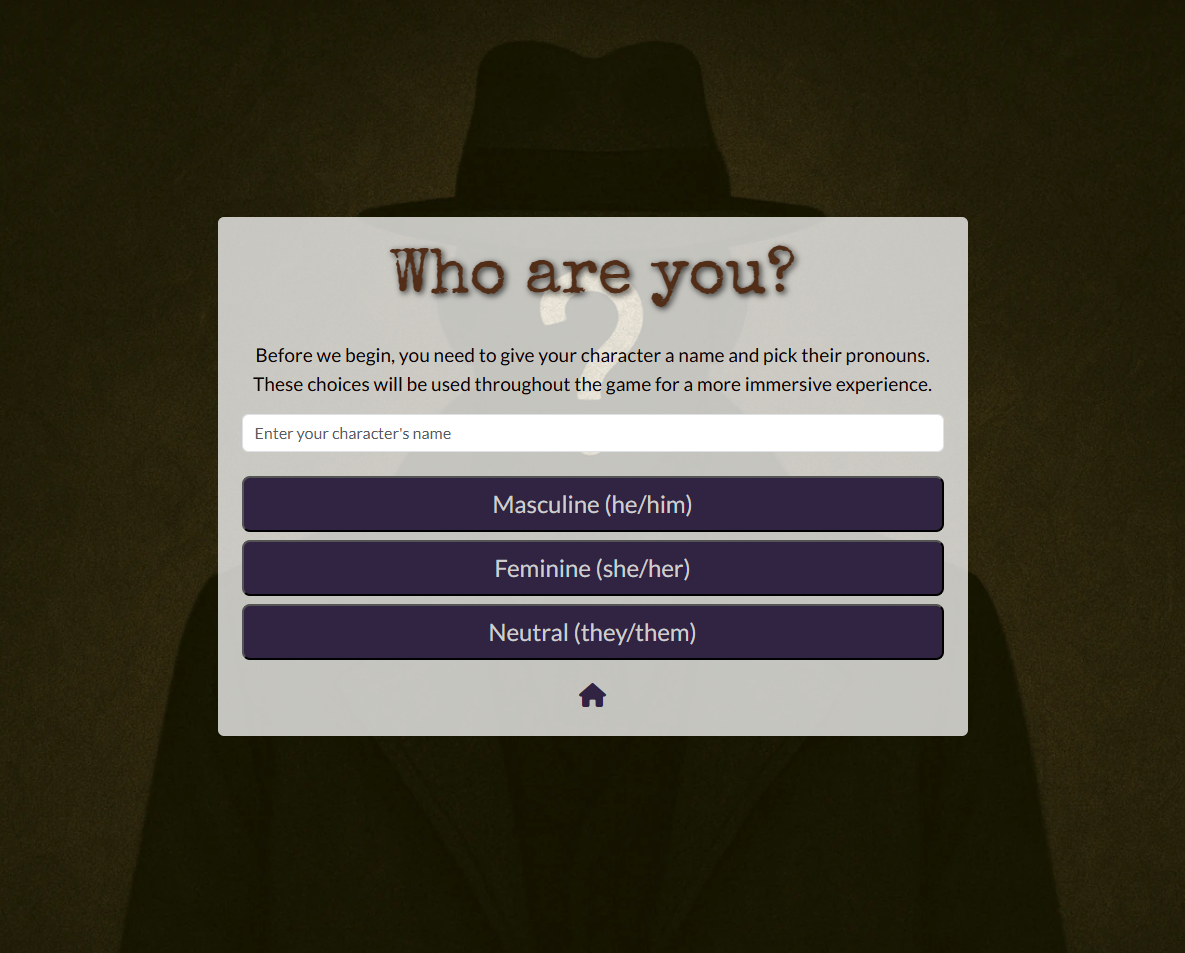 Who are you?
?
Before we begin, you need to give your character a name and pick their pronouns.
These choices will be used throughout the game for a more immersive experience.
Enter your character's name
Masculine (he/him)
Feminine (she/her)
Neutral (they/them)